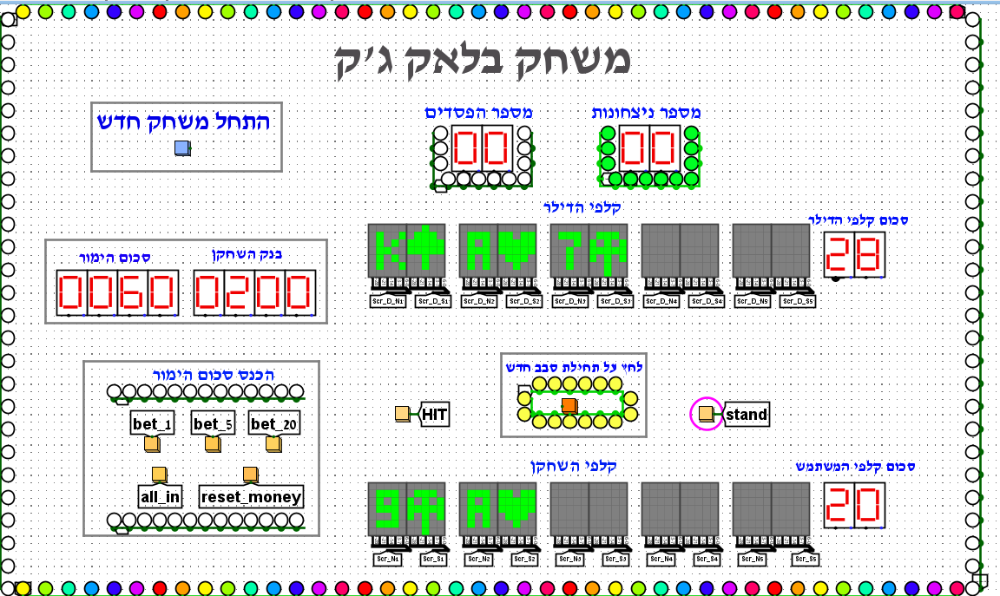 משחק בלאק ג'ק
התחל משחק חדש
מספר הפסדים
00
מספר ניצחונות
00
קלפי הדילר
סכום קלפי הדילר
K A 7
28
Scr_D_N1 Scr_D_S1 Scr_D_N2 Scr_D_S2 Scr_D_N3 Scr_D_S3 Scr_D_N4 Scr_D_S4 Scr_D_N5 Scr_D_S5
סכום הימור
0060
בנק השחקן
0200
הכנס סכום הימור
bet_1 bet_5 bet_20
all_in reset_money
לחץ על תחילת סבב חדש
HIT
stand
קלפי השחקן
סכום קלפי המשתמש
9 A
20
Scr_N1 Scr_S1 Scr_N2 Scr_S2 Scr_N3 Scr_S3 Scr_N4 Scr_S4 Scr_N5 Scr_S5